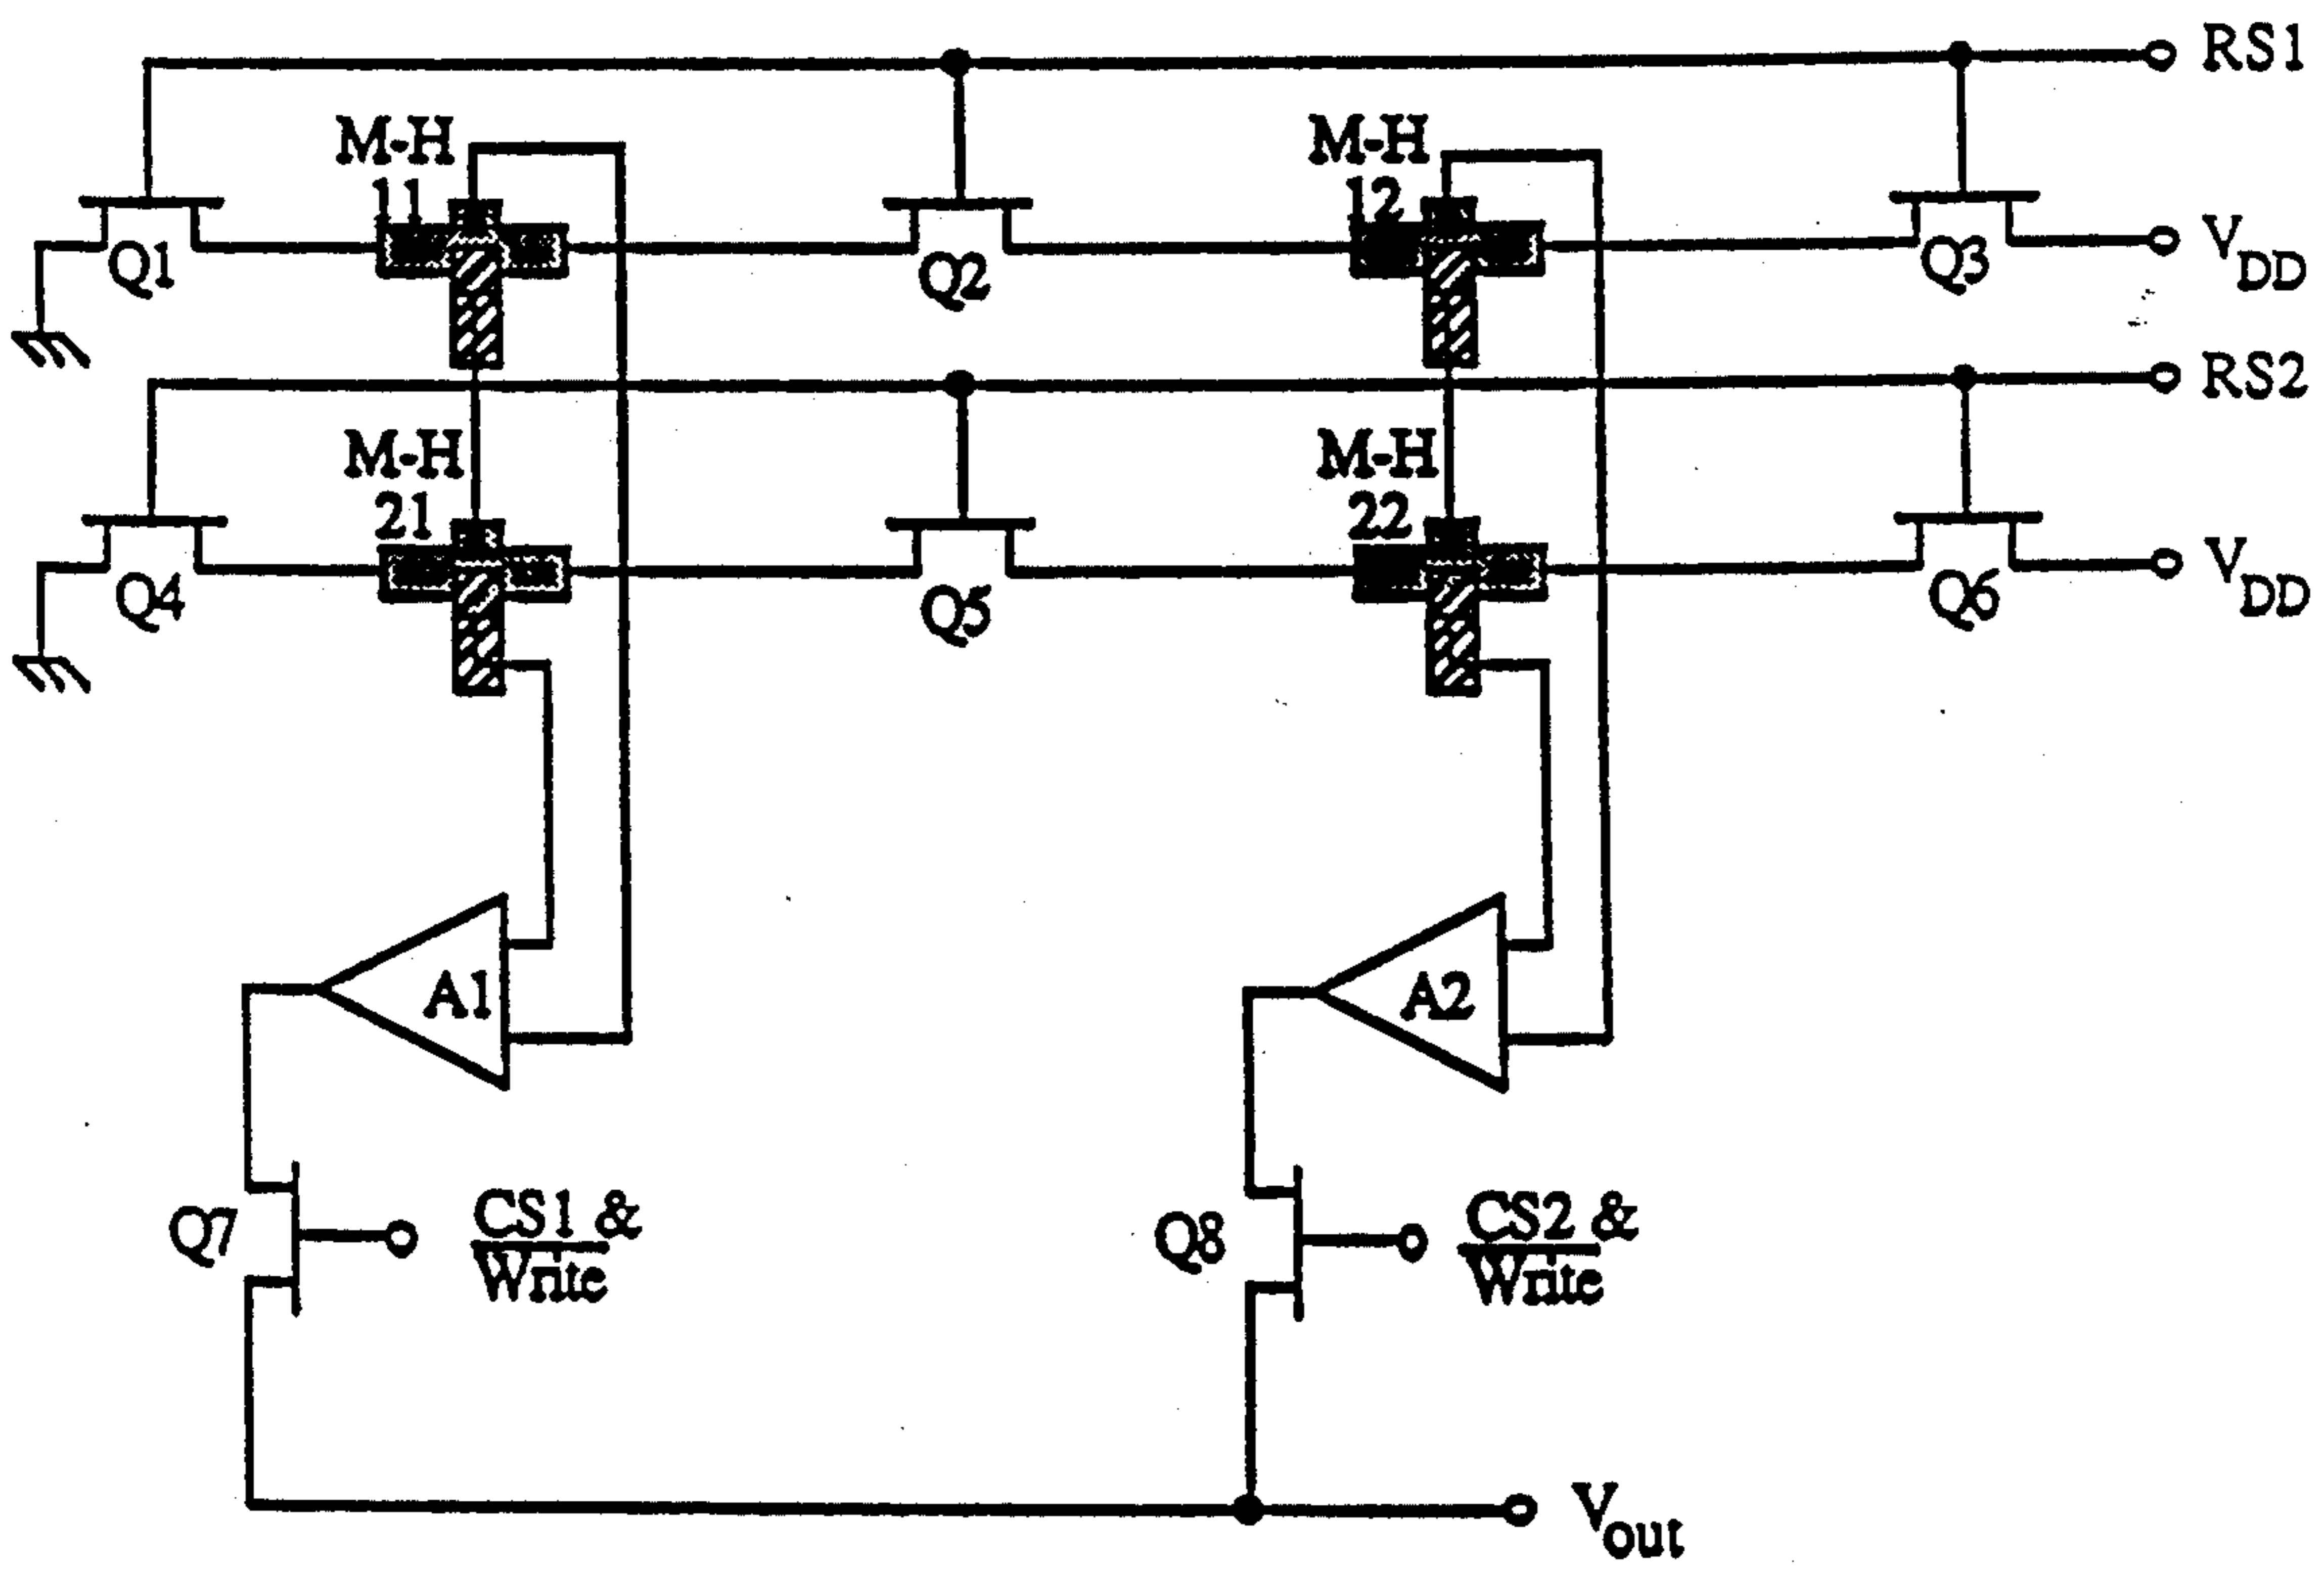 RS1
M-H
11
M-H
12
Q1
Q2
Q3
VDD
RS2
M-H
21
M-H
22
Q4
Q5
Q6
VDD
A1
A2
Q7
CS1 &
Write
Q8
CS2 &
Write
Vout